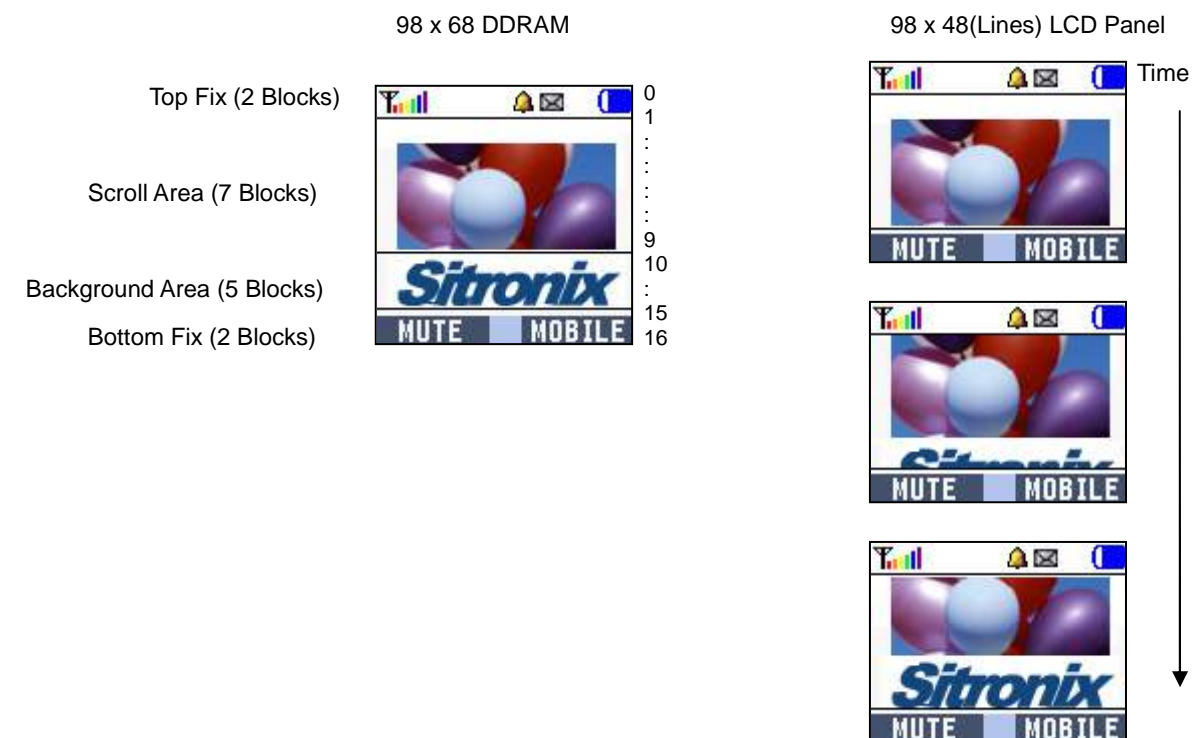 98 x 68 DDRAM
98 x 48(Lines) LCD Panel
Top Fix (2 Blocks)
Scroll Area (7 Blocks)
Background Area (5 Blocks)
Bottom Fix (2 Blocks)
Sitronix
MUTE MOBILE
0
1
:
:
:
:
9
10
:
15
16
Time
MUTE MOBILE
Sitronix
MUTE MOBILE
Sitronix
MUTE MOBILE